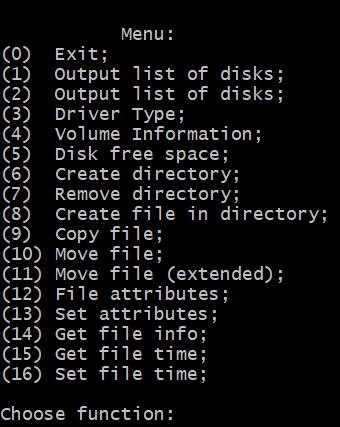 Menu:
(0) Exit;
(1) Output list of disks;
(2) Output list of disks;
(3) Driver Type;
(4) Volume Information;
(5) Disk free space;
(6) Create directory;
(7) Remove directory;
(8) Create file in directory;
(9) Copy file;
(10) Move file;
(11) Move file (extended);
(12) File attributes;
(13) Set attributes;
(14) Get file info;
(15) Get file time;
(16) Set file time;
Choose function: